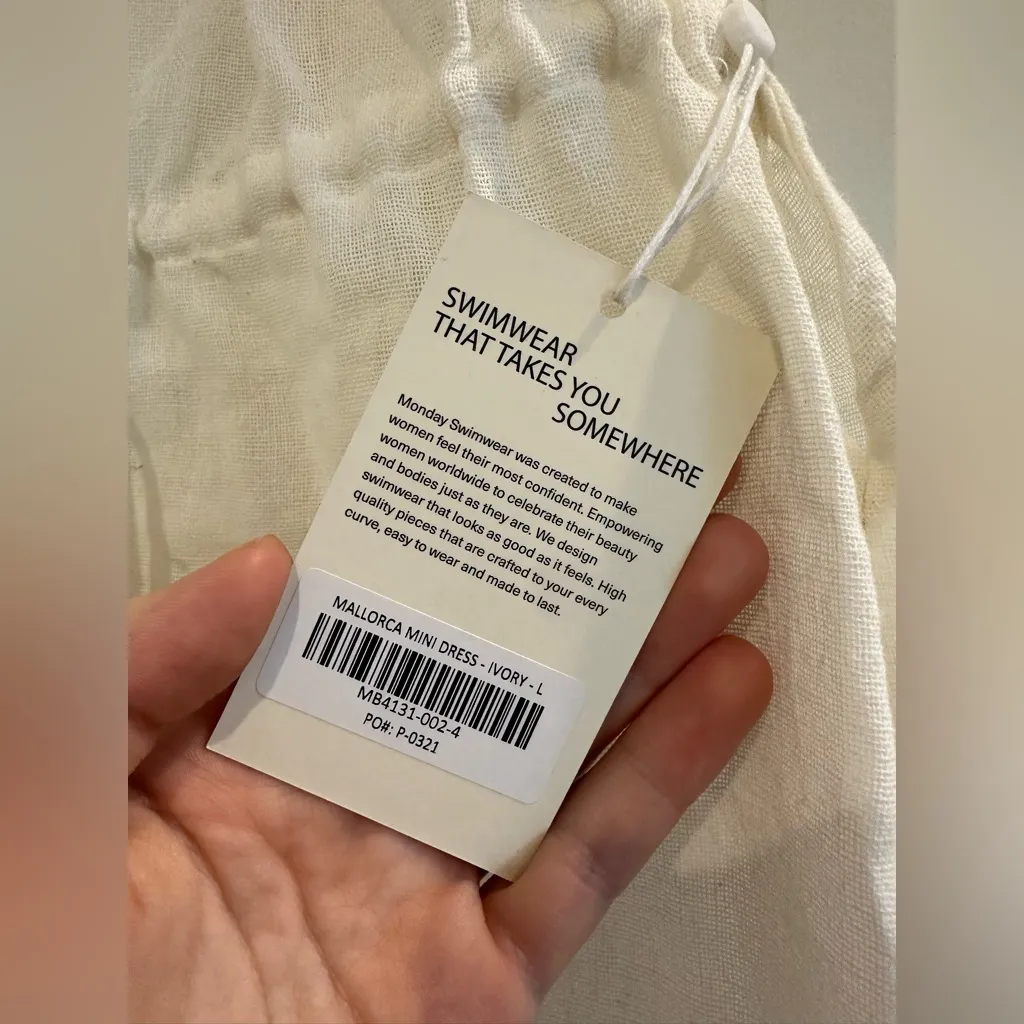 SWIMWEAR
THAT TAKES YOU
SOMEWHERE
Monday Swimwear was created to make
women feel their most confident. Empowering
women worldwide to celebrate their beauty
and bodies just as they are. We design
swimwear that looks as good as it feels. High
quality pieces that are crafted to your every
curve, easy to wear and made to last.
MALLORCA MINI DRESS - IVORY - L
MB4131-002-4
PO#: P-0321